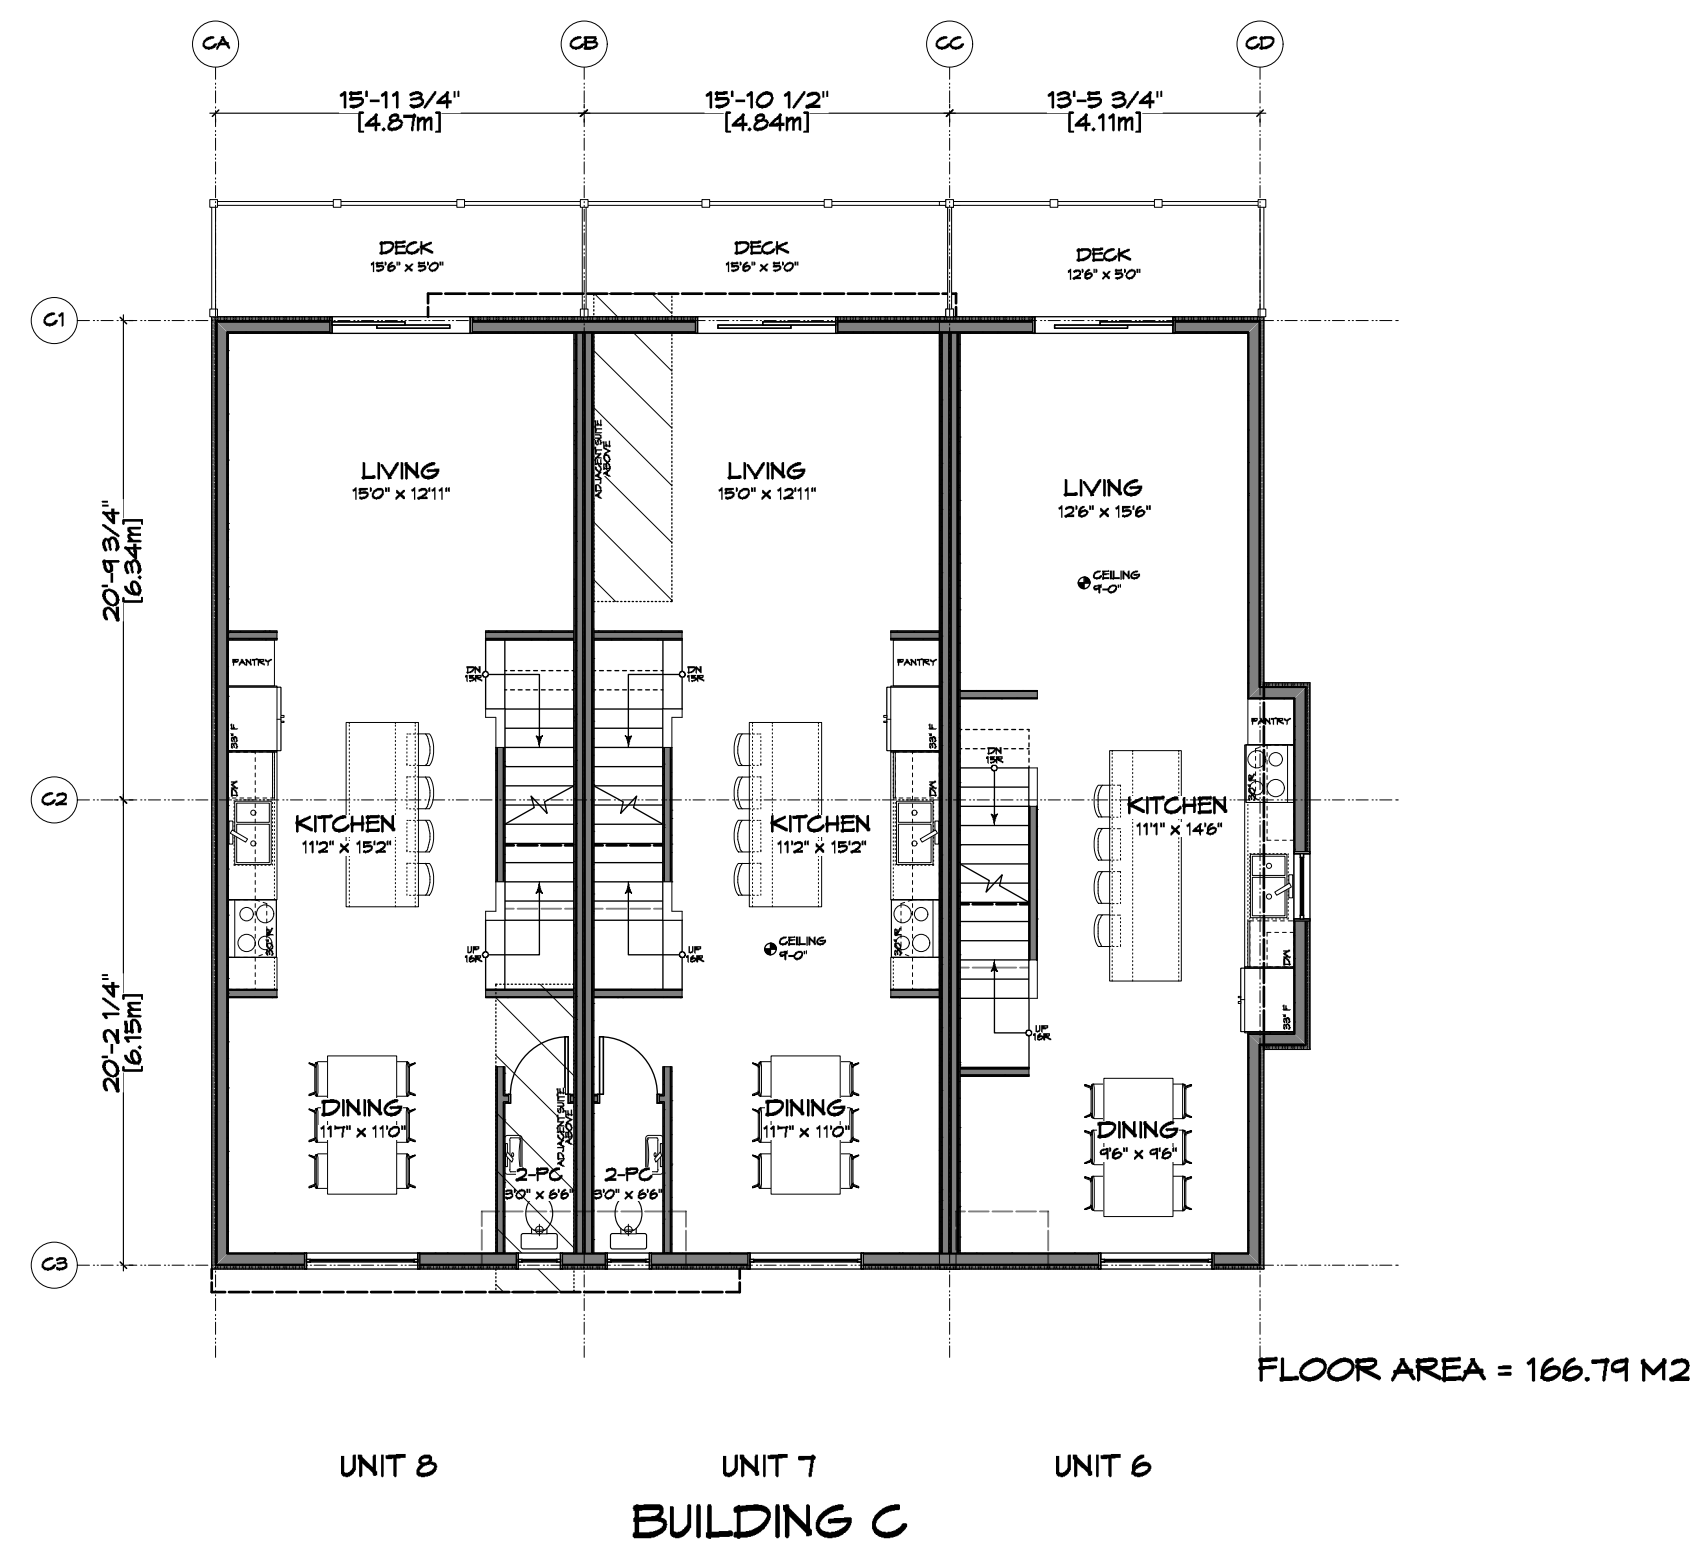 CA
CB
CC
CD
15'-11 3/4"
[4.87m]
15'-10 1/2"
[4.84m]
13'-5 3/4"
[4.11m]
DECK
15'6" x 5'0"
DECK
15'6" x 5'0"
DECK
12'6" x 5'0"
C1
C2
C3
20'-9 3/4"
[6.34m]
20'-2 1/4"
[6.15m]
LIVING
15'0" x 12'11"
LIVING
15'0" x 12'11"
LIVING
12'6" x 15'6"
ADJACENT SUITE
ABOVE
CEILING
9'-0"
PANTRY
33" F
DW
30" R
KITCHEN
11'2" x 15'2"
DN
15R
UP
16R
DN
15R
UP
16R
KITCHEN
11'2" x 15'2"
CEILING
9'-0"
PANTRY
33" F
DW
30" R
DN
15R
UP
16R
KITCHEN
11'1" x 14'6"
PANTRY
30" R
DW
33" F
DINING
11'7" x 11'0"
ADJACENT SUITE
ABOVE
2-PC
3'0" x 6'6"
2-PC
3'0" x 6'6"
DINING
11'7" x 11'0"
DINING
9'6" x 9'6"
FLOOR AREA = 166.79 M2
UNIT 8
UNIT 7
UNIT 6
BUILDING C